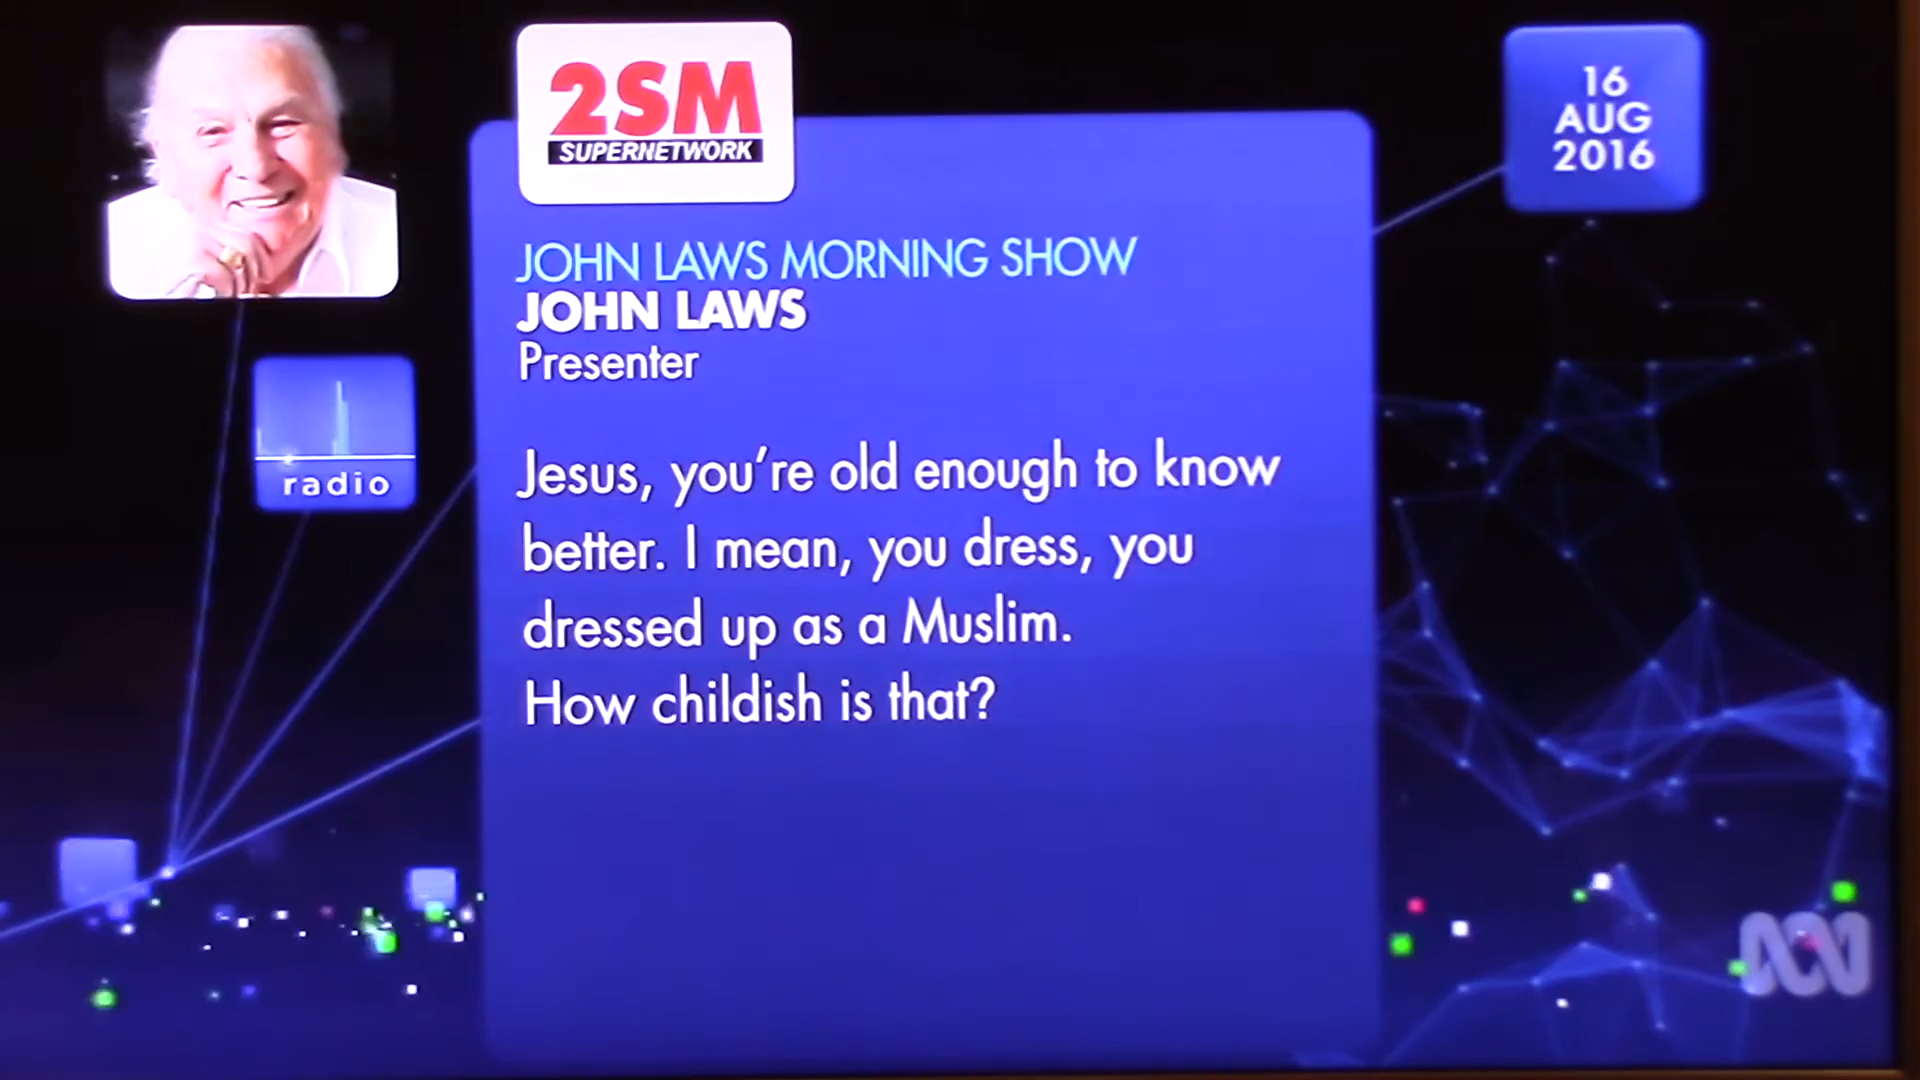 2SM
SUPERNETWORK
16
AUG
2016
JOHN LAWS MORNING SHOW
JOHN LAWS
Presenter
radio
Jesus, you're old enough to know
better. I mean, you dress, you
dressed up as a Muslim.
How childish is that?
ABC